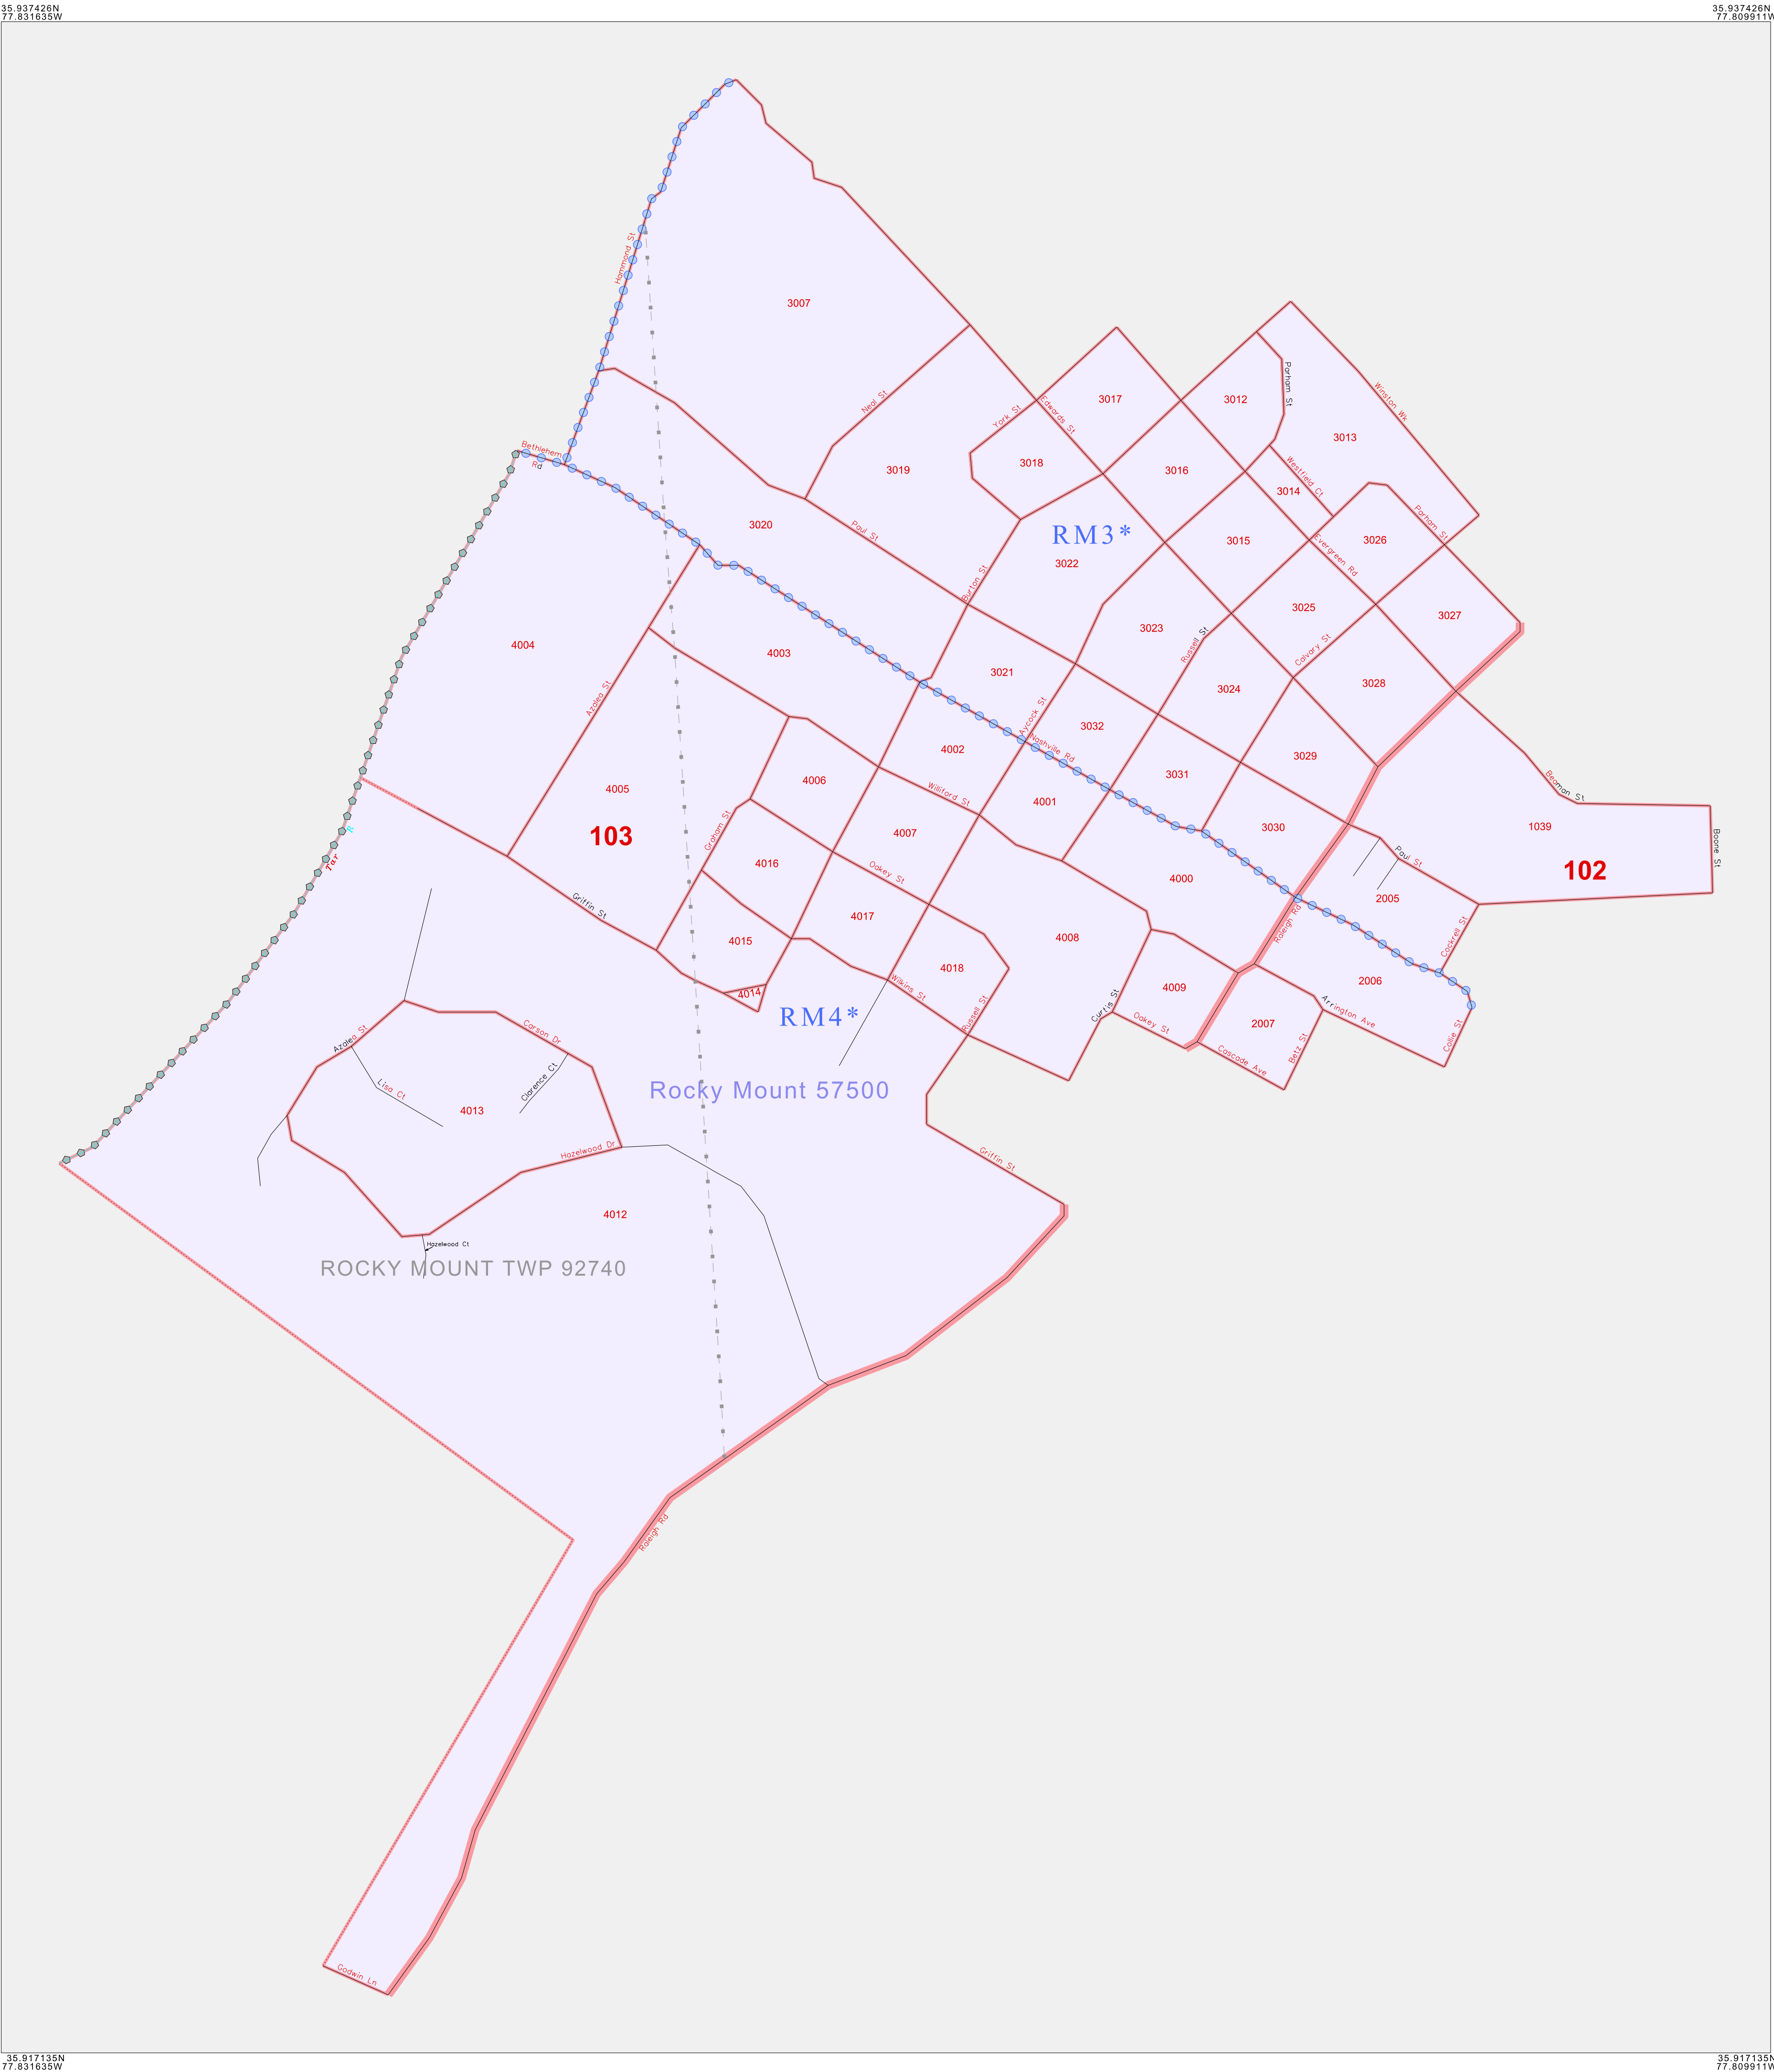 35.937426N
77.831635W
35.937426N
77.809911W
Hammond St
3007
Neal St
York St
Edwards St
3017
3012
Parham St
3013
Winston Wk
Bethlehem
Rd
3019
3018
3016
Westfield Ct
3014
3020
Paul St
RM3*
3022
3015
Evergreen Rd
3026
Parham St
Burton St
4004
4003
3023
Russell St
3025
Calvary St
3027
3021
3024
3028
Azalea St
Aycock St
Nashville Rd
3032
3029
4002
3031
4005
4006
Williford St
4001
3030
Beaman St
1039
Boone St
103
Graham St
4007
102
Tar
R
4016
Oakey St
4000
Paul St
2005
Griffin St
4017
4015
4008
Raleigh Rd
Cockrell St
4018
4014
Wilkins St
4009
2006
RM4*
Russell St
Curtis St
Oakey St
2007
Arrington Ave
Azalea St
Carson Dr
Cascade Ave
Betz St
Collie St
Lisa Ct
Clarence Ct
Rocky Mount 57500
4013
Hazelwood Dr
Griffin St
4012
Hazelwood Ct
ROCKY MOUNT TWP 92740
Raleigh Rd
Godwin Ln
35.917135N
77.831635W
35.917135N
77.809911W